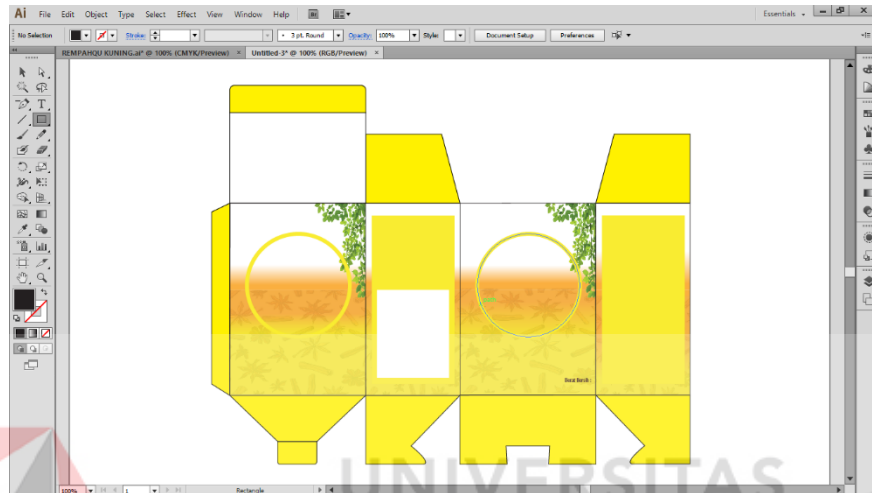 Ai File Edit Object Type Select Effect View Window Help Br Essentials
No Selection Stroke: 3 pt. Round Opacity: 100% Style: Document Setup Preferences
REMPAHQU KUNING.ai* @ 100% (CMYK/Preview) × Untitled-3* @ 100% (RGB/Preview) ×
Berat Bersih :
UNIVERSITAS
100% 1 Rectangle